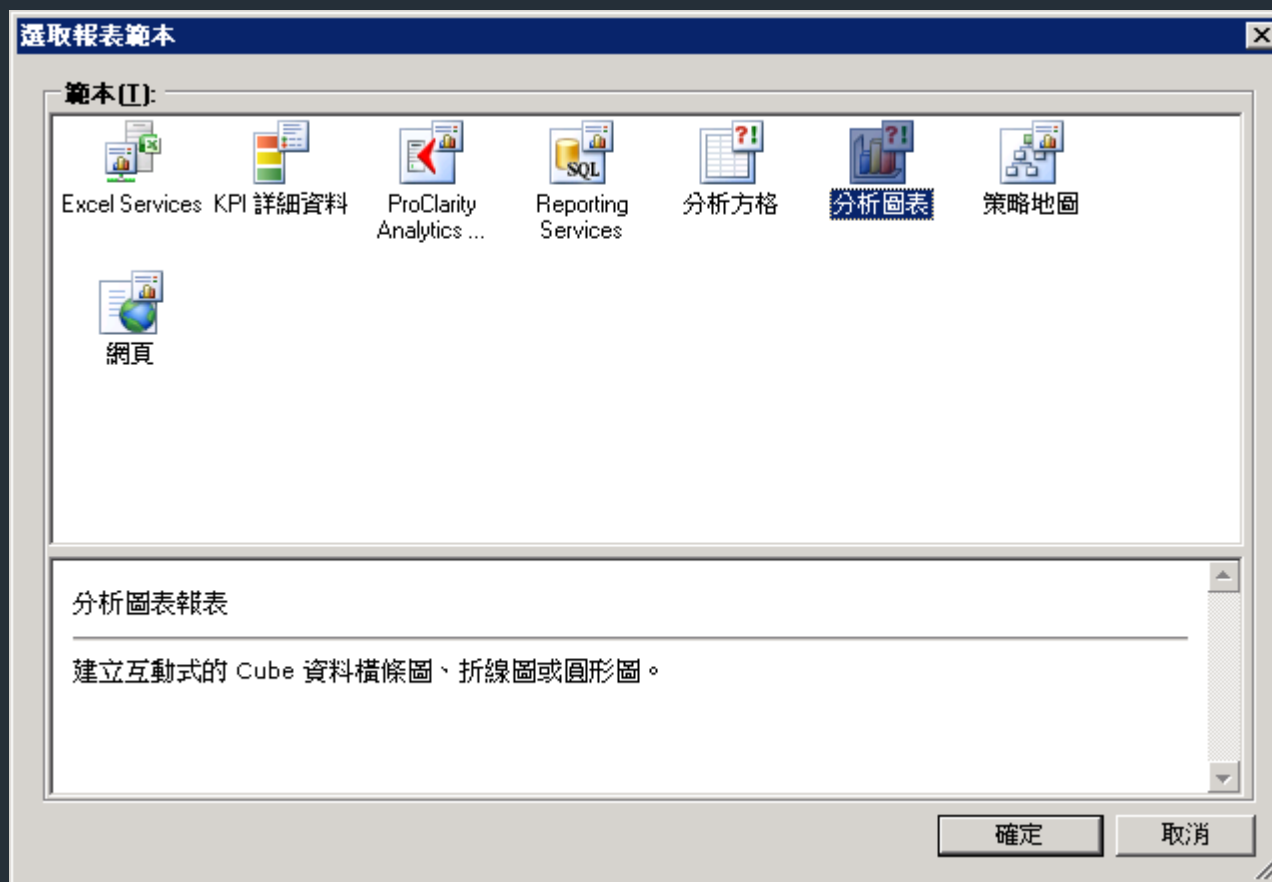 選取報表範本
範本(T):
Excel Services
KPI 詳細資料
ProClarity
Analytics ...
Reporting
Services
分析方格
分析圖表
策略地圖
網頁
分析圖表報表
建立互動式的 Cube 資料橫條圖、折線圖或圓形圖。
確定
取消